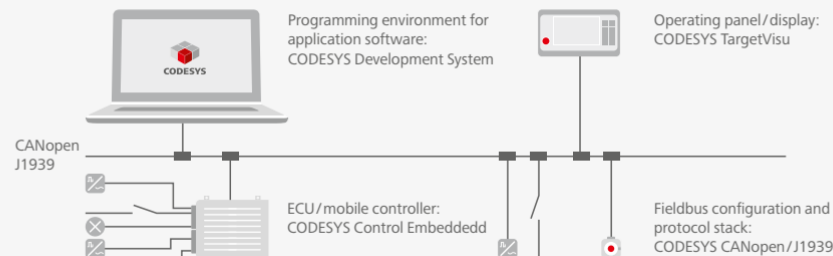 Programming environment for
application software:
CODESYS Development System
Operating panel/display:
CODESYS TargetVisu
CODESYS
CANopen
J1939
ECU/mobile controller:
CODESYS Control Embeddedd
Fieldbus configuration and
protocol stack:
CODESYS CANopen/J1939